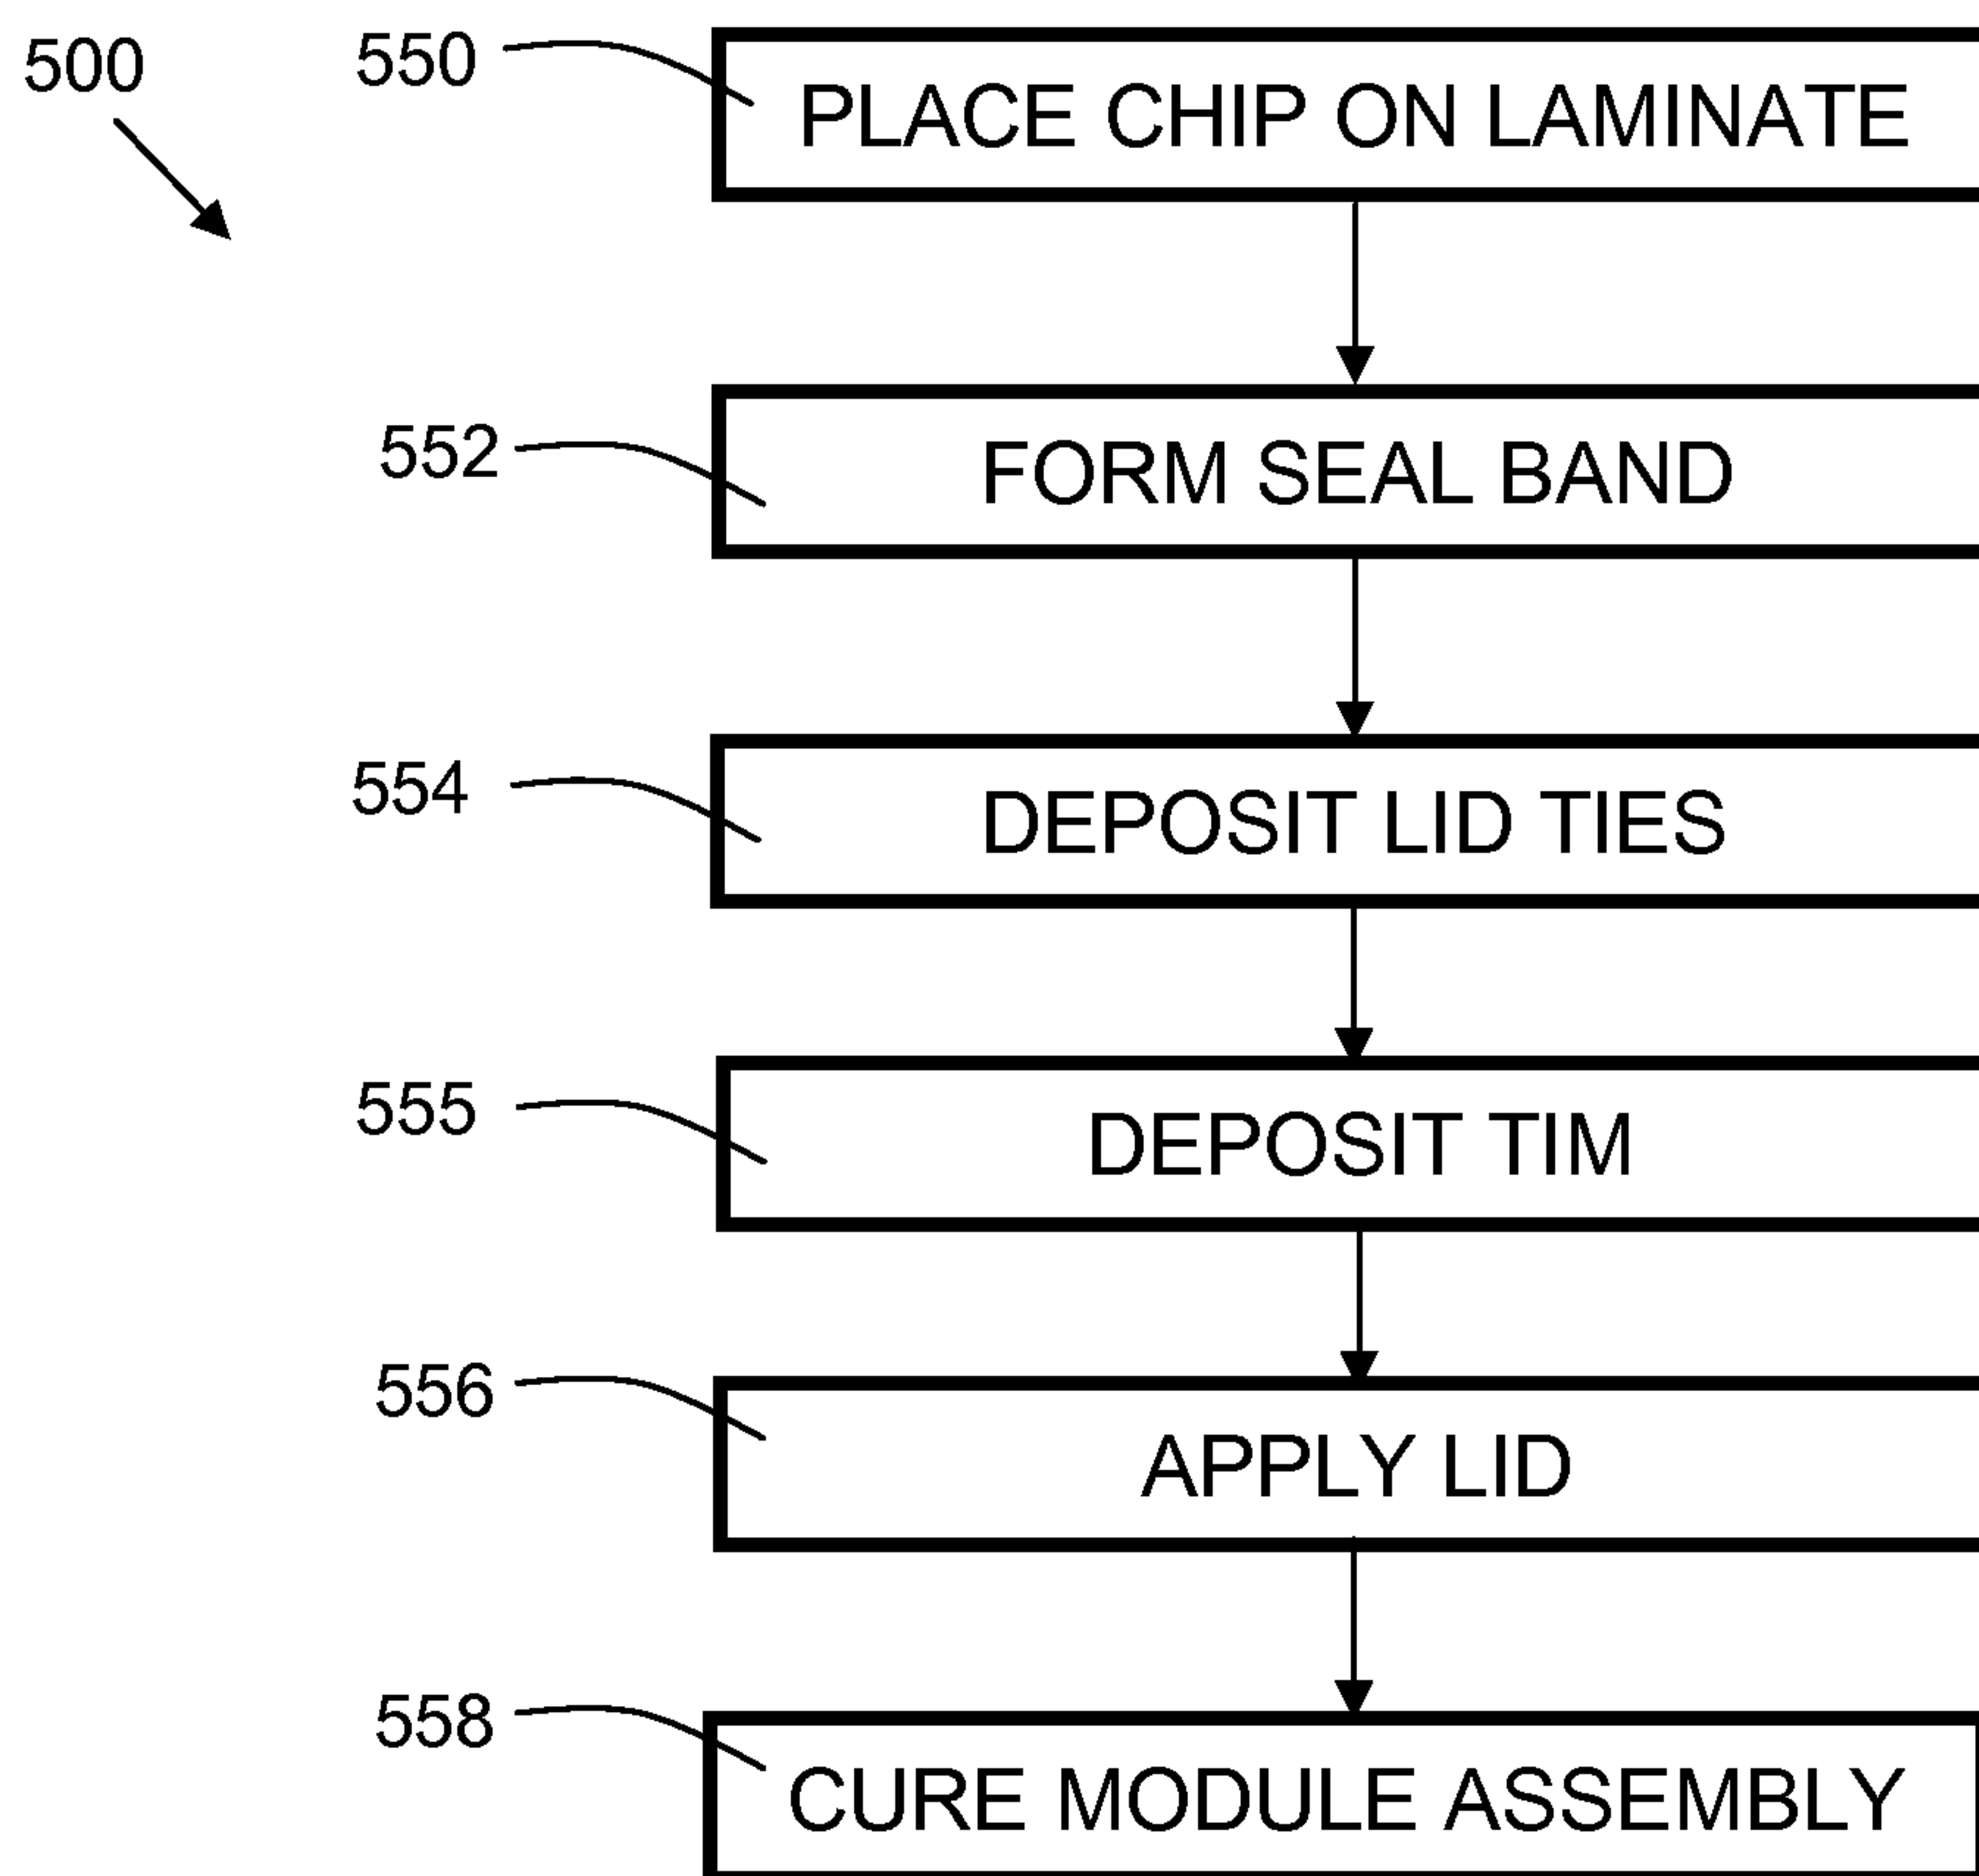 500
550
PLACE CHIP ON LAMINATE
552
FORM SEAL BAND
554
DEPOSIT LID TIES
555
DEPOSIT TIM
556
APPLY LID
558
CURE MODULE ASSEMBLY